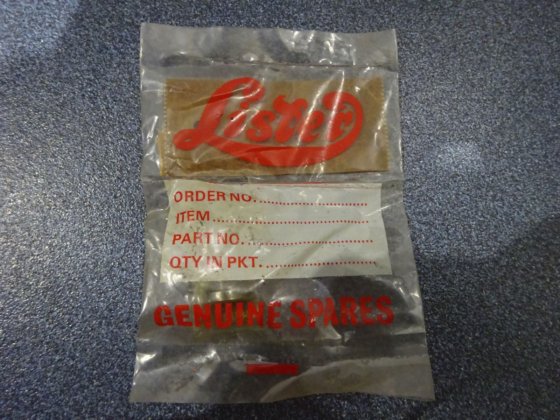 Lister
ORDER NO. ..............................
ITEM ..........................................
PART NO. .................................
QTY IN PKT. ..............................
GENUINE SPARES